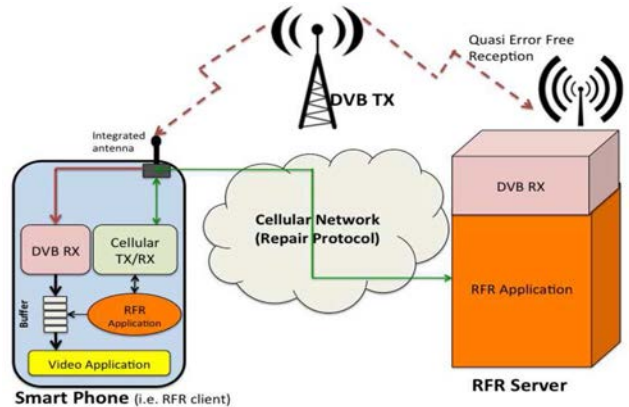 Quasi Error Free
Reception
DVB TX
Integrated
antenna
DVB RX
Cellular
TX/RX
Buffer
RFR
Application
Video Application
Smart Phone (i.e. RFR client)
Cellular Network
(Repair Protocol)
DVB RX
RFR Application
RFR Server